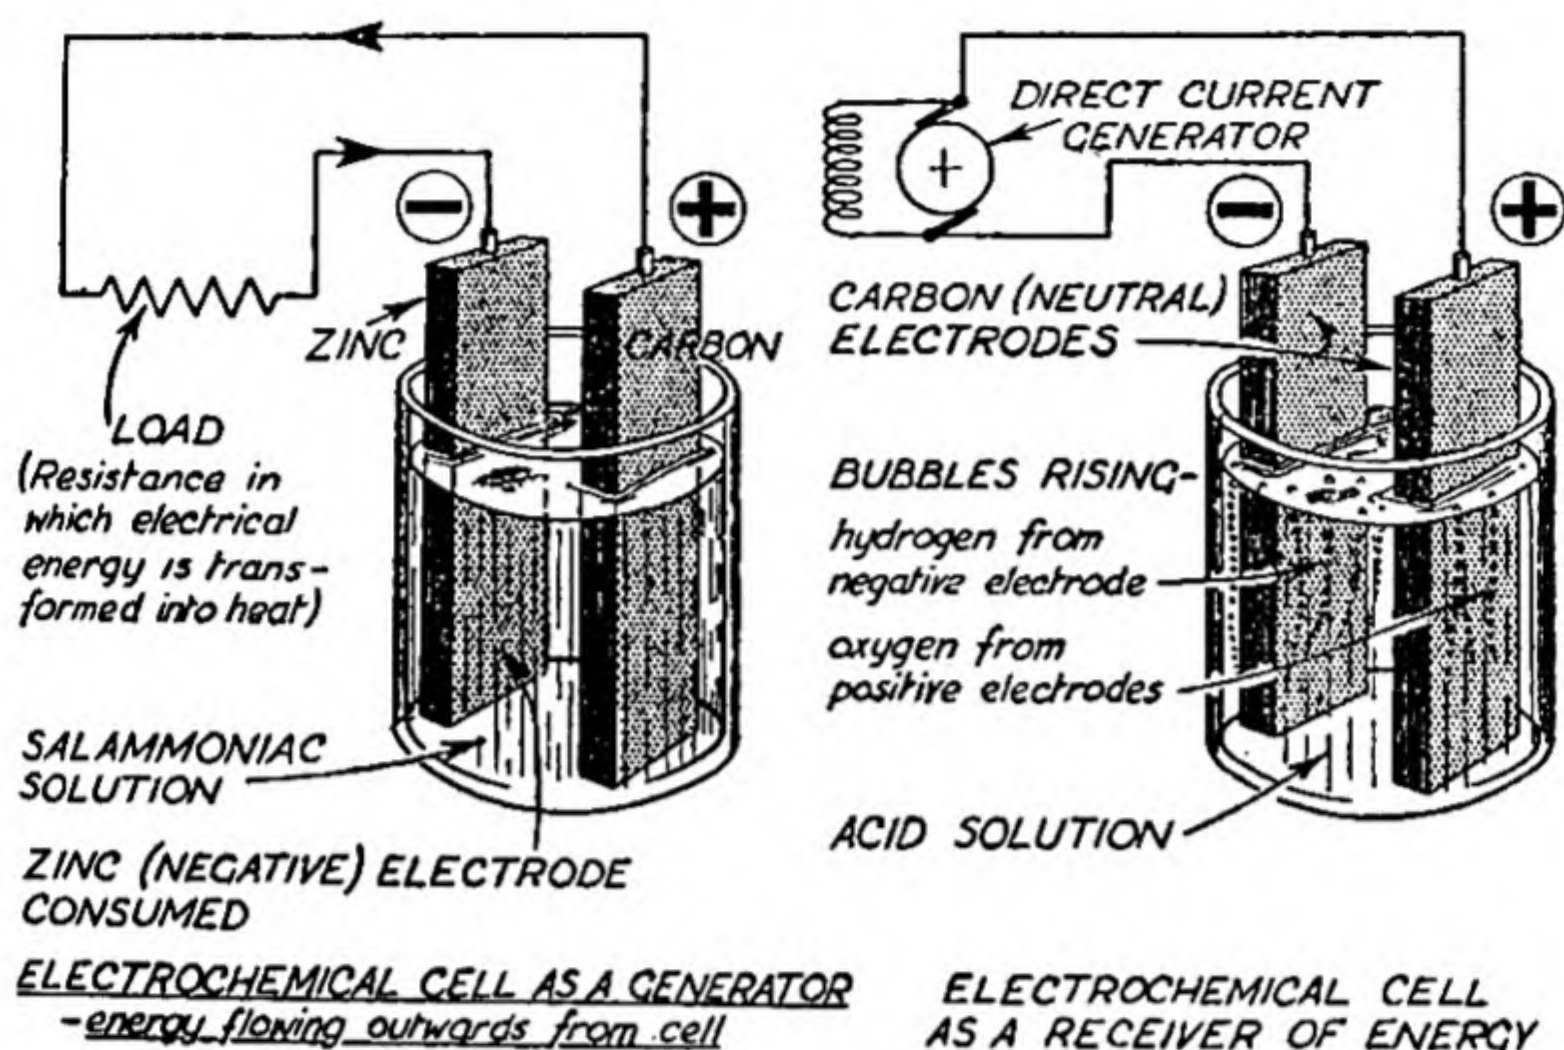 DIRECT CURRENT
GENERATOR
ZINC
CARBON
LOAD
(Resistance in
which electrical
energy is trans-
formed into heat)
SALAMMONIAC
SOLUTION
ZINC (NEGATIVE) ELECTRODE
CONSUMED
ELECTROCHEMICAL CELL AS A GENERATOR
-energy flowing outwards from cell
CARBON (NEUTRAL)
ELECTRODES
BUBBLES RISING-
hydrogen from
negative electrode
oxygen from
positive electrodes
ACID SOLUTION
ELECTROCHEMICAL CELL
AS A RECEIVER OF ENERGY